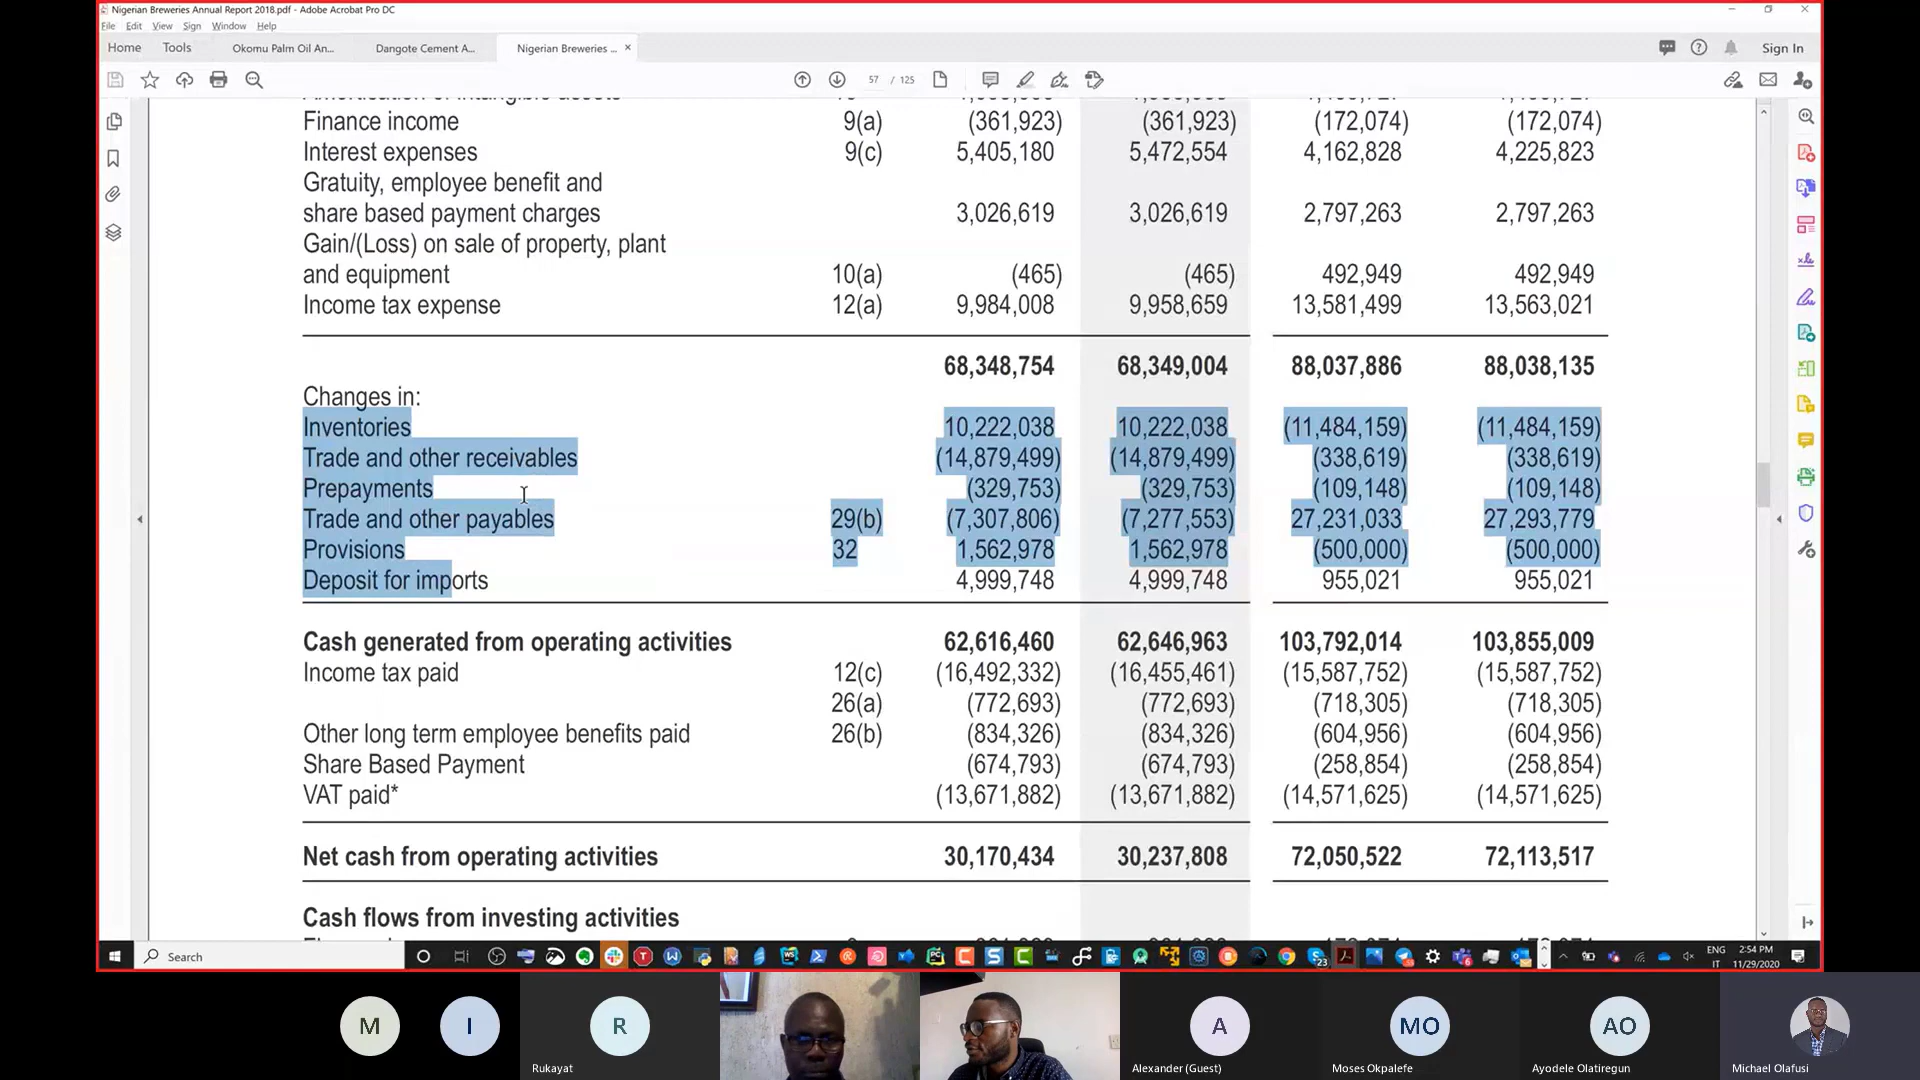 Nigerian Breweries Annual Report 2018.pdf - Adobe Acrobat Pro DC
File Edit View Sign Window Help
Home Tools Okomu Palm Oil An... Dangote Cement A... Nigerian Breweries ... × Sign In
57 / 125
Finance income 9(a) (361,923) (361,923) (172,074) (172,074)
Interest expenses 9(c) 5,405,180 5,472,554 4,162,828 4,225,823
Gratuity, employee benefit and
share based payment charges 3,026,619 3,026,619 2,797,263 2,797,263
Gain/(Loss) on sale of property, plant
and equipment 10(a) (465) (465) 492,949 492,949
Income tax expense 12(a) 9,984,008 9,958,659 13,581,499 13,563,021
68,348,754 68,349,004 88,037,886 88,038,135
Changes in:
Inventories 10,222,038 10,222,038 (11,484,159) (11,484,159)
Trade and other receivables (14,879,499) (14,879,499) (338,619) (338,619)
Prepayments (329,753) (329,753) (109,148) (109,148)
Trade and other payables 29(b) (7,307,806) (7,277,553) 27,231,033 27,293,779
Provisions 32 1,562,978 1,562,978 (500,000) (500,000)
Deposit for imports 4,999,748 4,999,748 955,021 955,021
Cash generated from operating activities 62,616,460 62,646,963 103,792,014 103,855,009
Income tax paid 12(c) (16,492,332) (16,455,461) (15,587,752) (15,587,752)
26(a) (772,693) (772,693) (718,305) (718,305)
Other long term employee benefits paid 26(b) (834,326) (834,326) (604,956) (604,956)
Share Based Payment (674,793) (674,793) (258,854) (258,854)
VAT paid* (13,671,882) (13,671,882) (14,571,625) (14,571,625)
Net cash from operating activities 30,170,434 30,237,808 72,050,522 72,113,517
Cash flows from investing activities
Search
ENG 2:54 PM
IT 11/29/2020
M I R A MO AO
Rukayat Alexander (Guest) Moses Okpalefe Ayodele Olatiregun Michael Olafusi